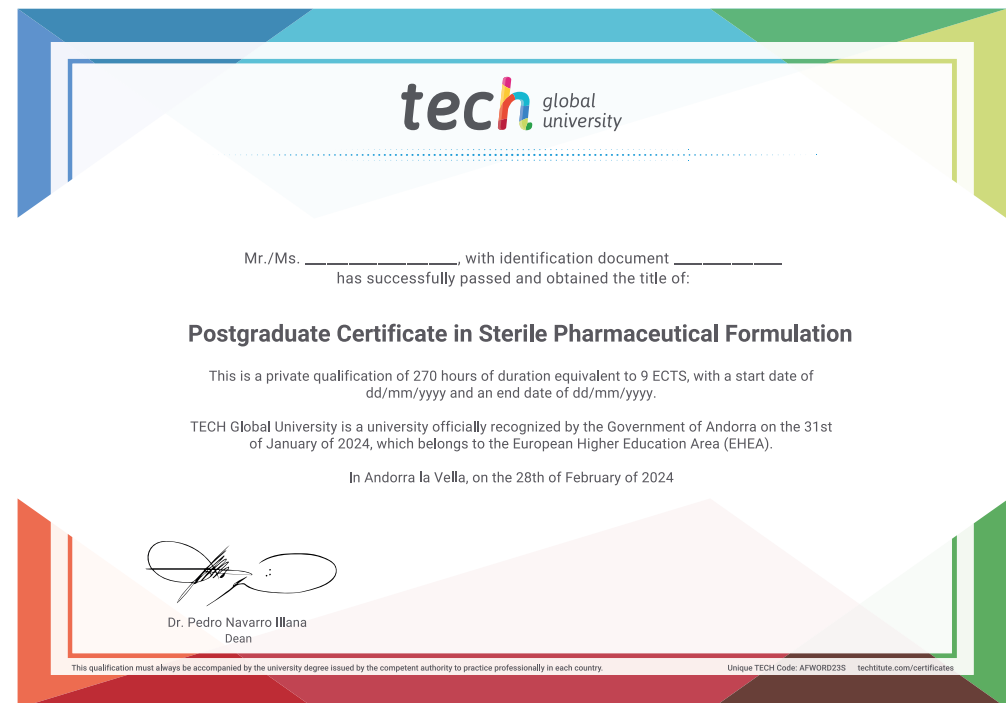 tech global university
Mr./Ms. ____________________, with identification document ______________
has successfully passed and obtained the title of:
Postgraduate Certificate in Sterile Pharmaceutical Formulation
This is a private qualification of 270 hours of duration equivalent to 9 ECTS, with a start date of
dd/mm/yyyy and an end date of dd/mm/yyyy.
TECH Global University is a university officially recognized by the Government of Andorra on the 31st
of January of 2024, which belongs to the European Higher Education Area (EHEA).
In Andorra la Vella, on the 28th of February of 2024
Dr. Pedro Navarro Illana
Dean
This qualification must always be accompanied by the university degree issued by the competent authority to practice professionally in each country.
Unique TECH Code: AFWORD23S techtitute.com/certificates